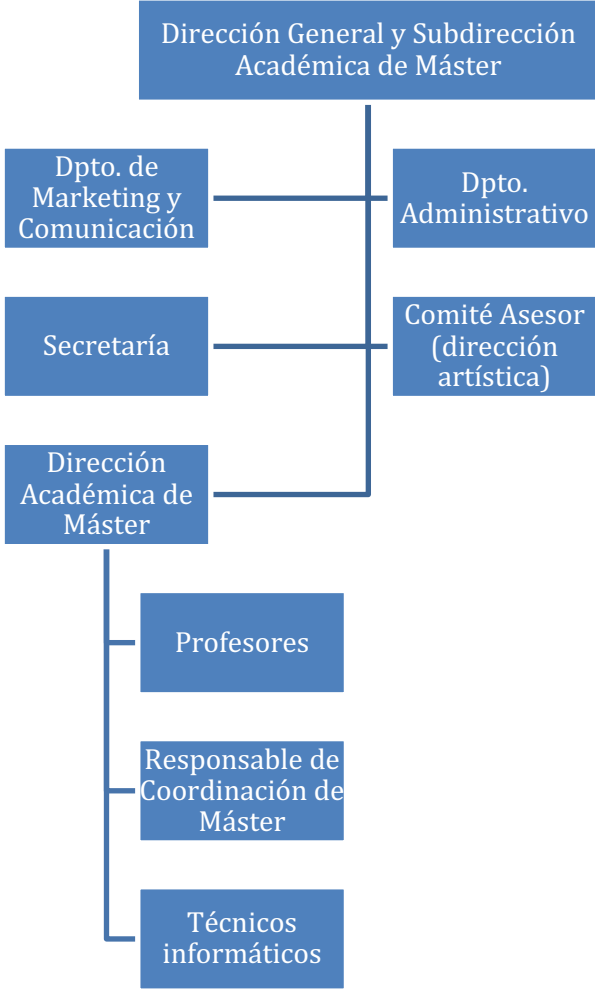 Dirección General y Subdirección
Académica de Máster
Dpto. de
Marketing y
Comunicación
Dpto.
Administrativo
Secretaría
Comité Asesor
(dirección
artística)
Dirección
Académica de
Máster
Profesores
Responsable de
Coordinación de
Máster
Técnicos
informáticos